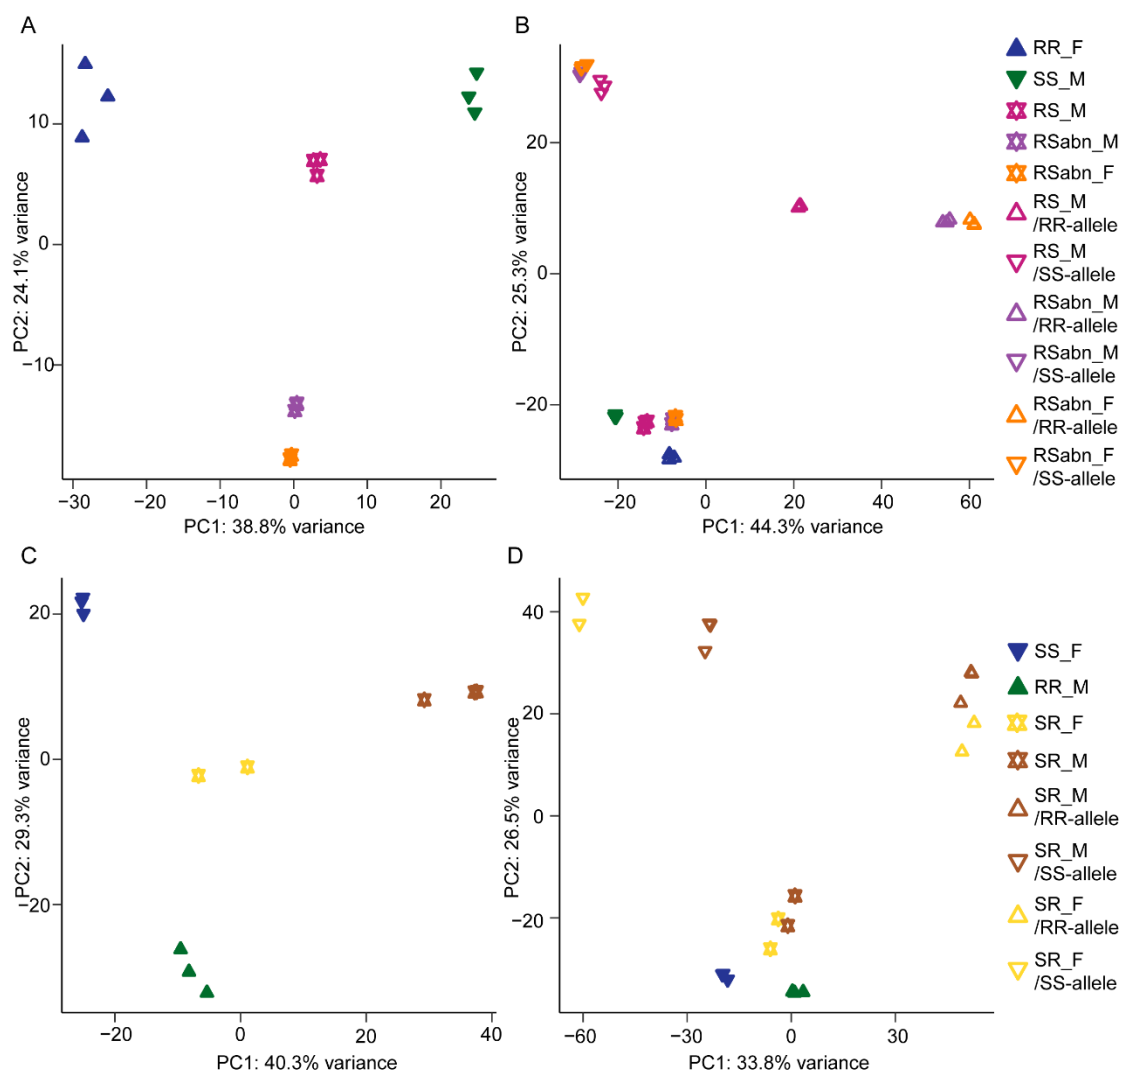 A
10
0
−10
PC2: 24.1% variance
−30
−20
−10
0
10
20
PC1: 38.8% variance
B
20
0
−20
PC2: 25.3% variance
−20
0
20
40
60
PC1: 44.3% variance
RR_F
SS_M
RS_M
RSabn_M
RSabn_F
RS_M
/RR-allele
RS_M
/SS-allele
RSabn_M
/RR-allele
RSabn_M
/SS-allele
RSabn_F
/RR-allele
RSabn_F
/SS-allele
C
20
0
−20
PC2: 29.3% variance
−20
0
20
40
PC1: 40.3% variance
D
40
20
0
−20
PC2: 26.5% variance
−60
−30
0
30
PC1: 33.8% variance
SS_F
RR_M
SR_F
SR_M
SR_M
/RR-allele
SR_M
/SS-allele
SR_F
/RR-allele
SR_F
/SS-allele